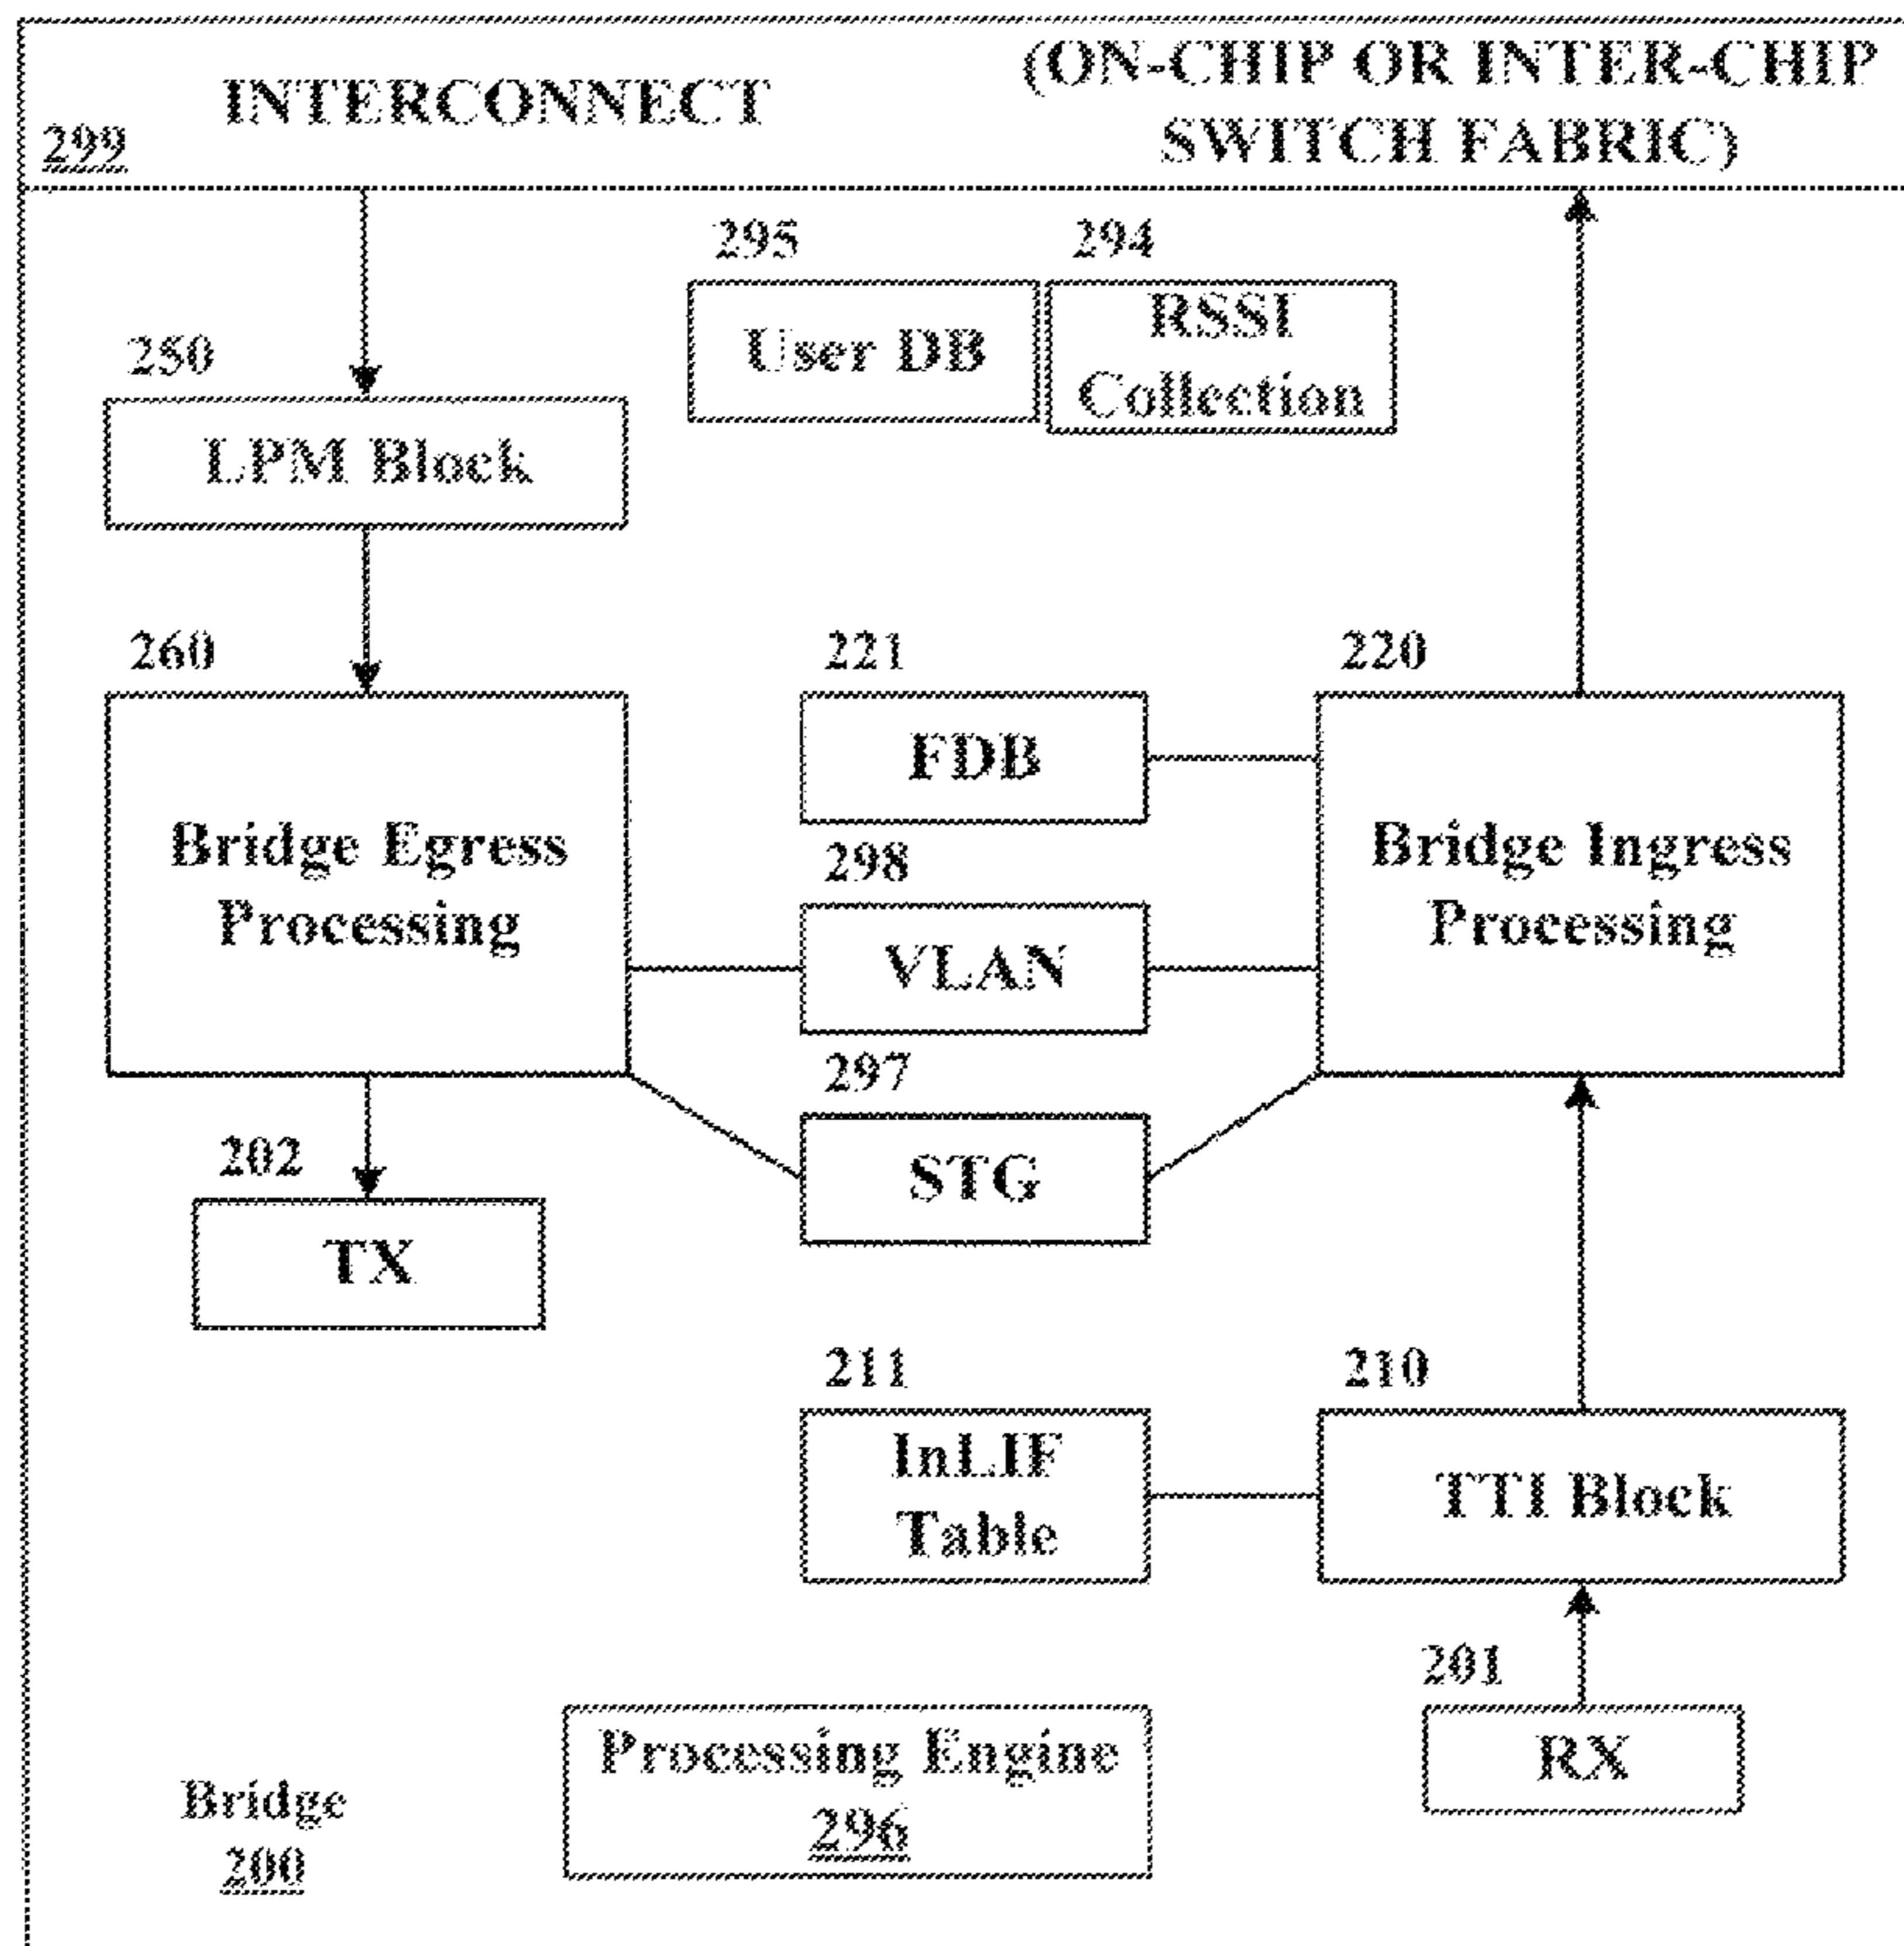 INTERCONNECT
(ON-CHIP OR INTER-CHIP
SWITCH FABRIC)
299
295
294
User DB
RSSI
Collection
250
LPM Block
260
221
220
FDB
Bridge Egress
Processing
Bridge Ingress
Processing
298
VLAN
297
STG
202
TX
211
210
InLIF
Table
TTI Block
201
RX
Processing Engine
296
Bridge
200